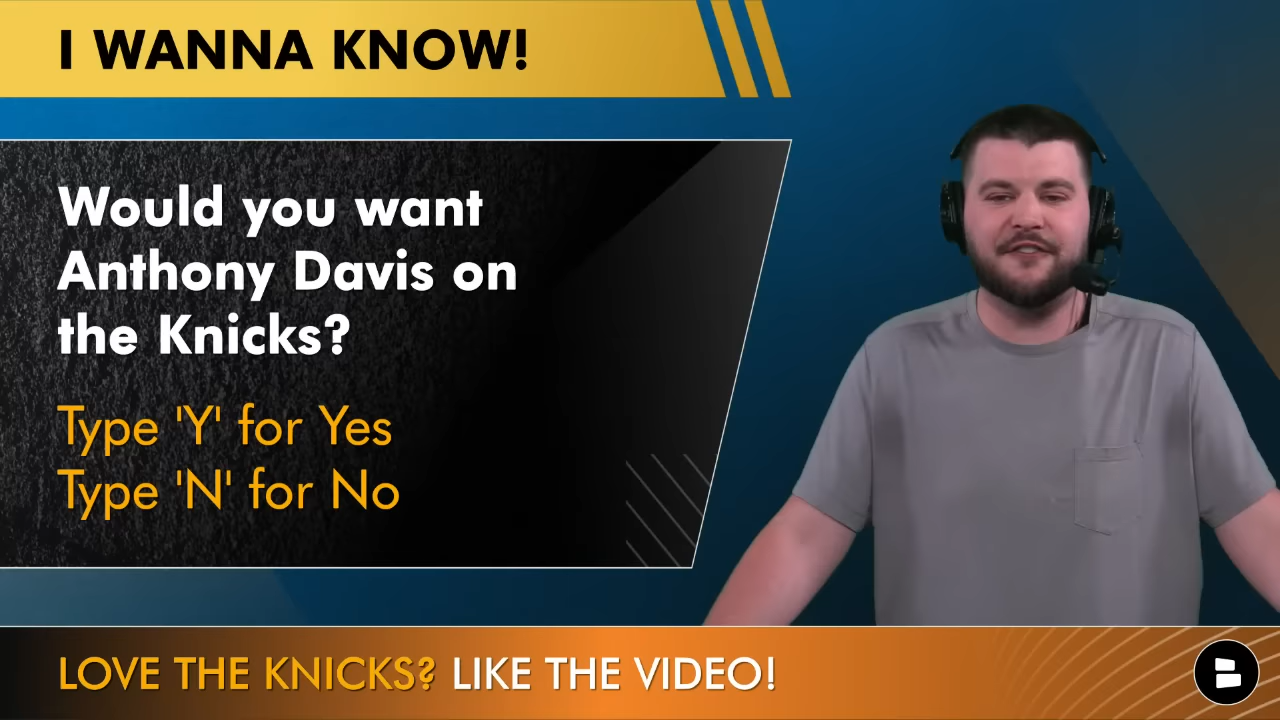 I WANNA KNOW!
Would you want
Anthony Davis on
the Knicks?
Type 'Y' for Yes
Type 'N' for No
LOVE THE KNICKS? LIKE THE VIDEO!